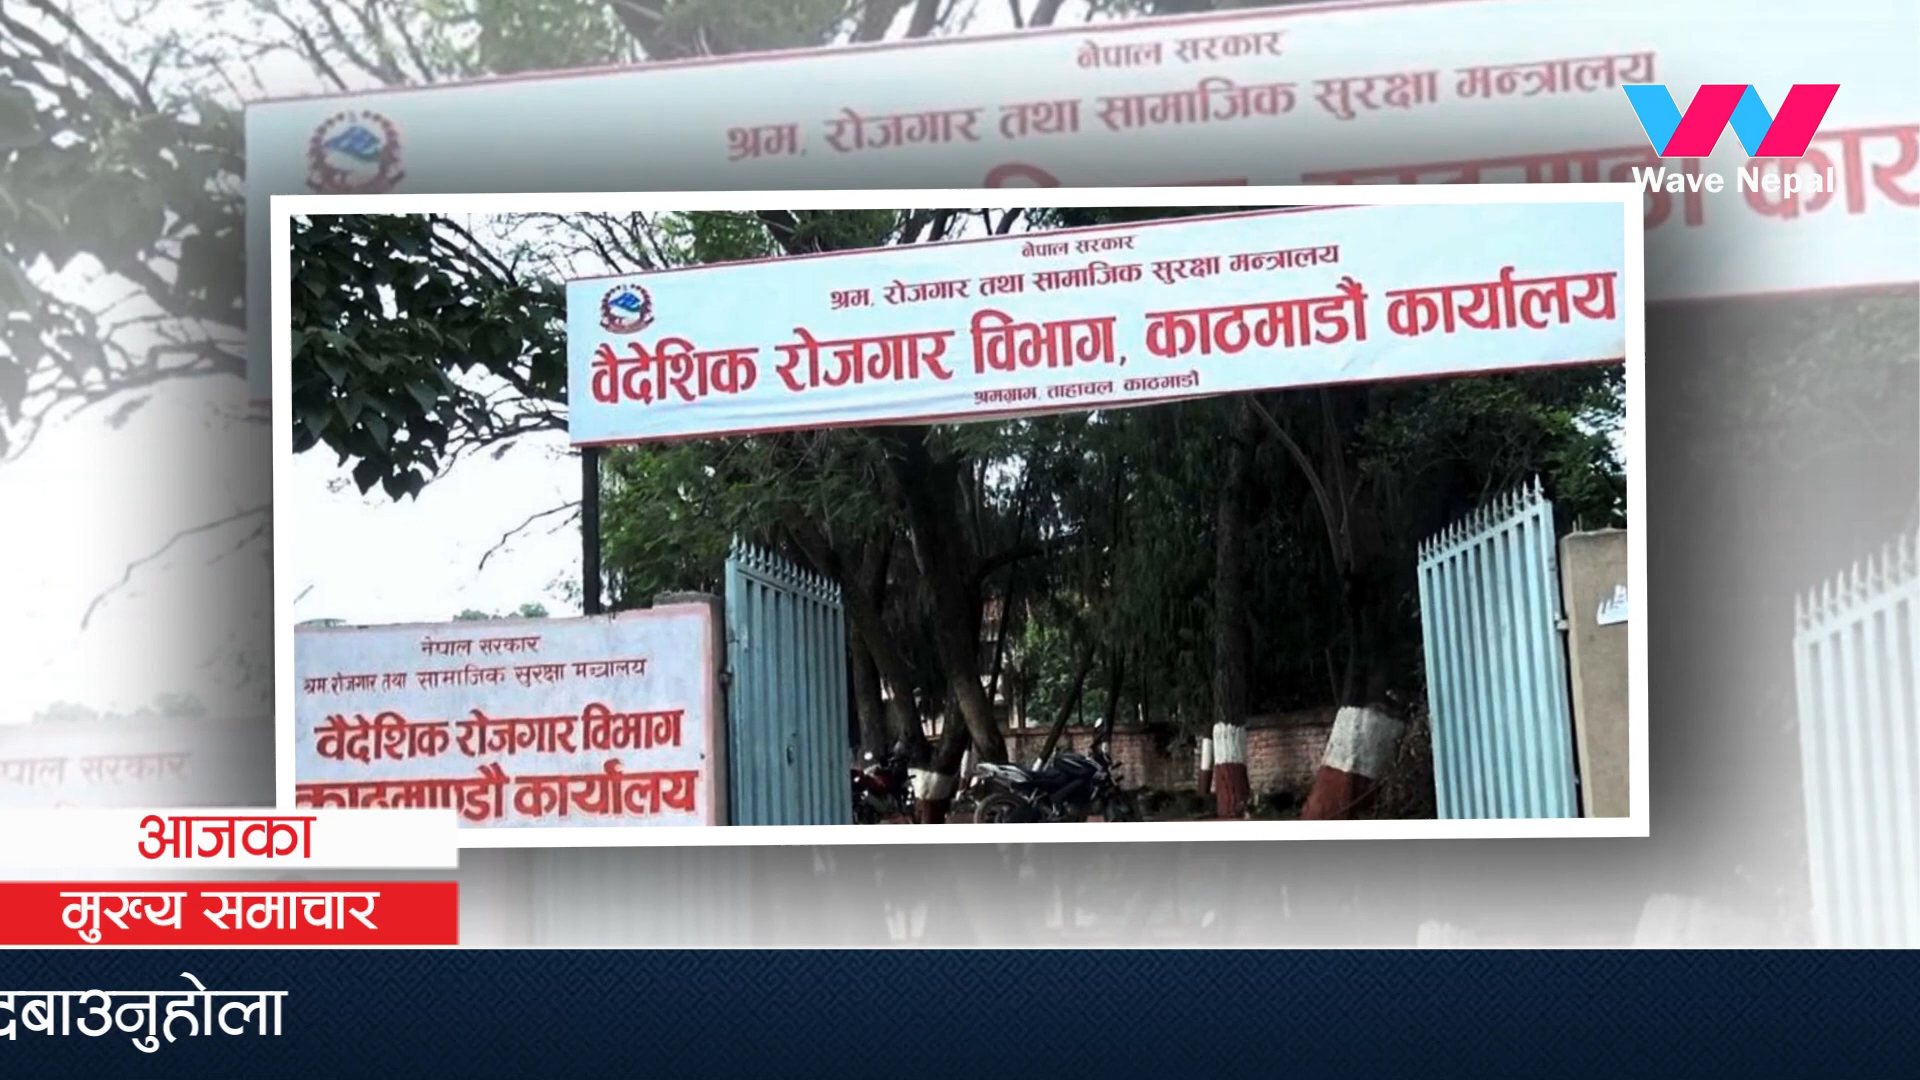 नेपाल सरकार
श्रम, रोजगार तथा सामाजिक सुरक्षा मन्त्रालय
Wave Nepal
नेपाल सरकार
श्रम, रोजगार तथा सामाजिक सुरक्षा मन्त्रालय
वैदेशिक रोजगार विभाग, काठमाडौं कार्यालय
श्रमग्राम, ताहाचल, काठमाडौं
नेपाल सरकार
श्रम रोजगार तथा सामाजिक सुरक्षा मन्त्रालय
वैदेशिक रोजगार विभाग
काठमाण्डौ कार्यालय
आजका
मुख्य समाचार
दबाउनुहोला